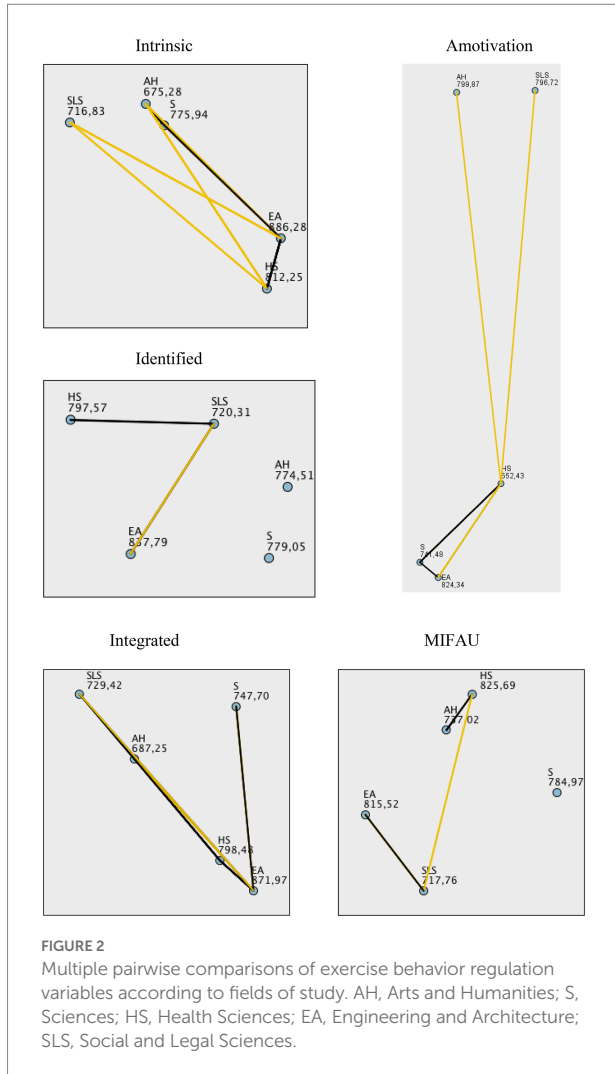 Intrinsic
AH
675,28
SLS
716,83
S
775,94
EA
886,28
HS
812,25
Amotivation
AH
799,87
SLS
796,72
HS
552,43
S
741,48
EA
824,34
Identified
HS
797,57
SLS
720,31
AH
774,51
EA
837,79
S
779,05
Integrated
SLS
729,42
S
747,70
AH
687,25
HS
798,48
EA
871,97
MIFAU
HS
825,69
AH
737,02
S
784,97
EA
815,52
SLS
717,76
FIGURE 2
Multiple pairwise comparisons of exercise behavior regulation
variables according to fields of study. AH, Arts and Humanities; S,
Sciences; HS, Health Sciences; EA, Engineering and Architecture;
SLS, Social and Legal Sciences.